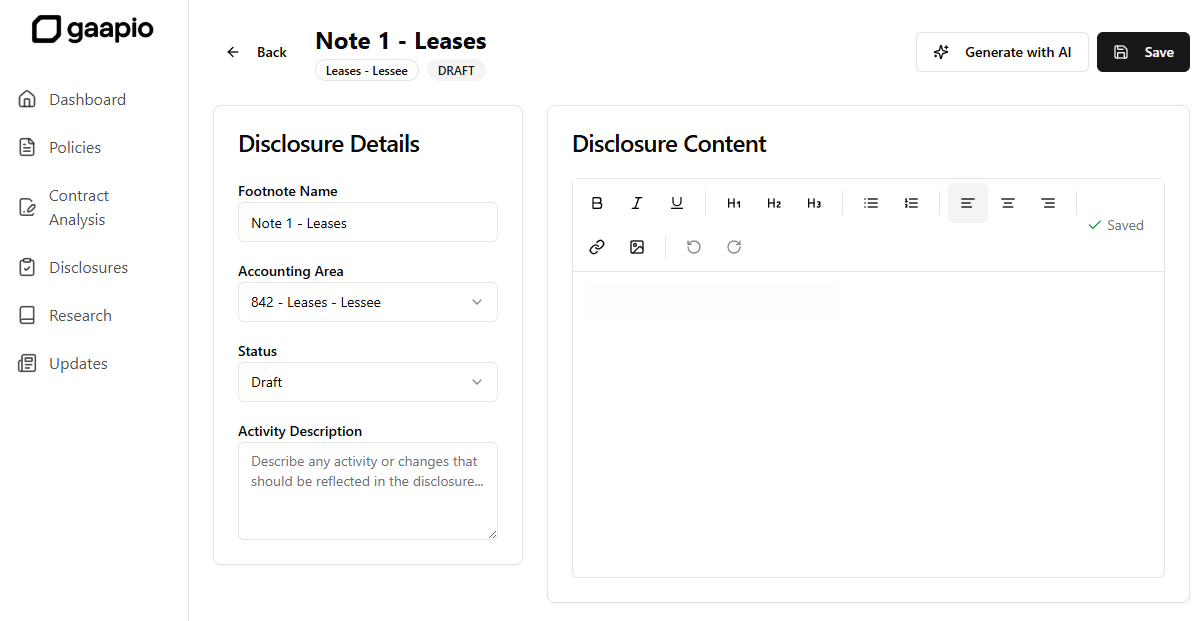 gaapio
Dashboard
Policies
Contract
Analysis
Disclosures
Research
Updates
Back
Note 1 - Leases
Leases - Lessee
DRAFT
Generate with AI
Save
Disclosure Details
Footnote Name
Note 1 - Leases
Accounting Area
842 - Leases - Lessee
Status
Draft
Activity Description
Describe any activity or changes that
should be reflected in the disclosure...
Disclosure Content
B I U H1 H2 H3
Saved